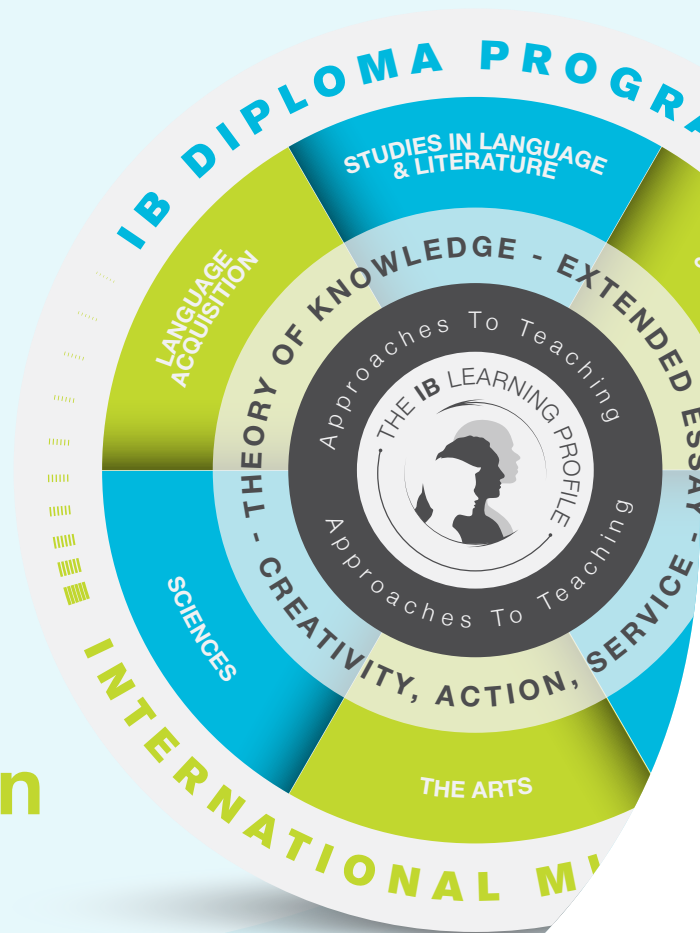 IB DIPLOMA PROGRA
STUDIES IN LANGUAGE
& LITERATURE
LANGUAGE
ACQUISITION
- THEORY OF KNOWLEDGE - EXTENDED ESSAY -
Approaches To Teaching
THE IB LEARNING PROFILE
Approaches To Teaching
CREATIVITY, ACTION, SERVICE
SCIENCES
THE ARTS
n
INTERNATIONAL